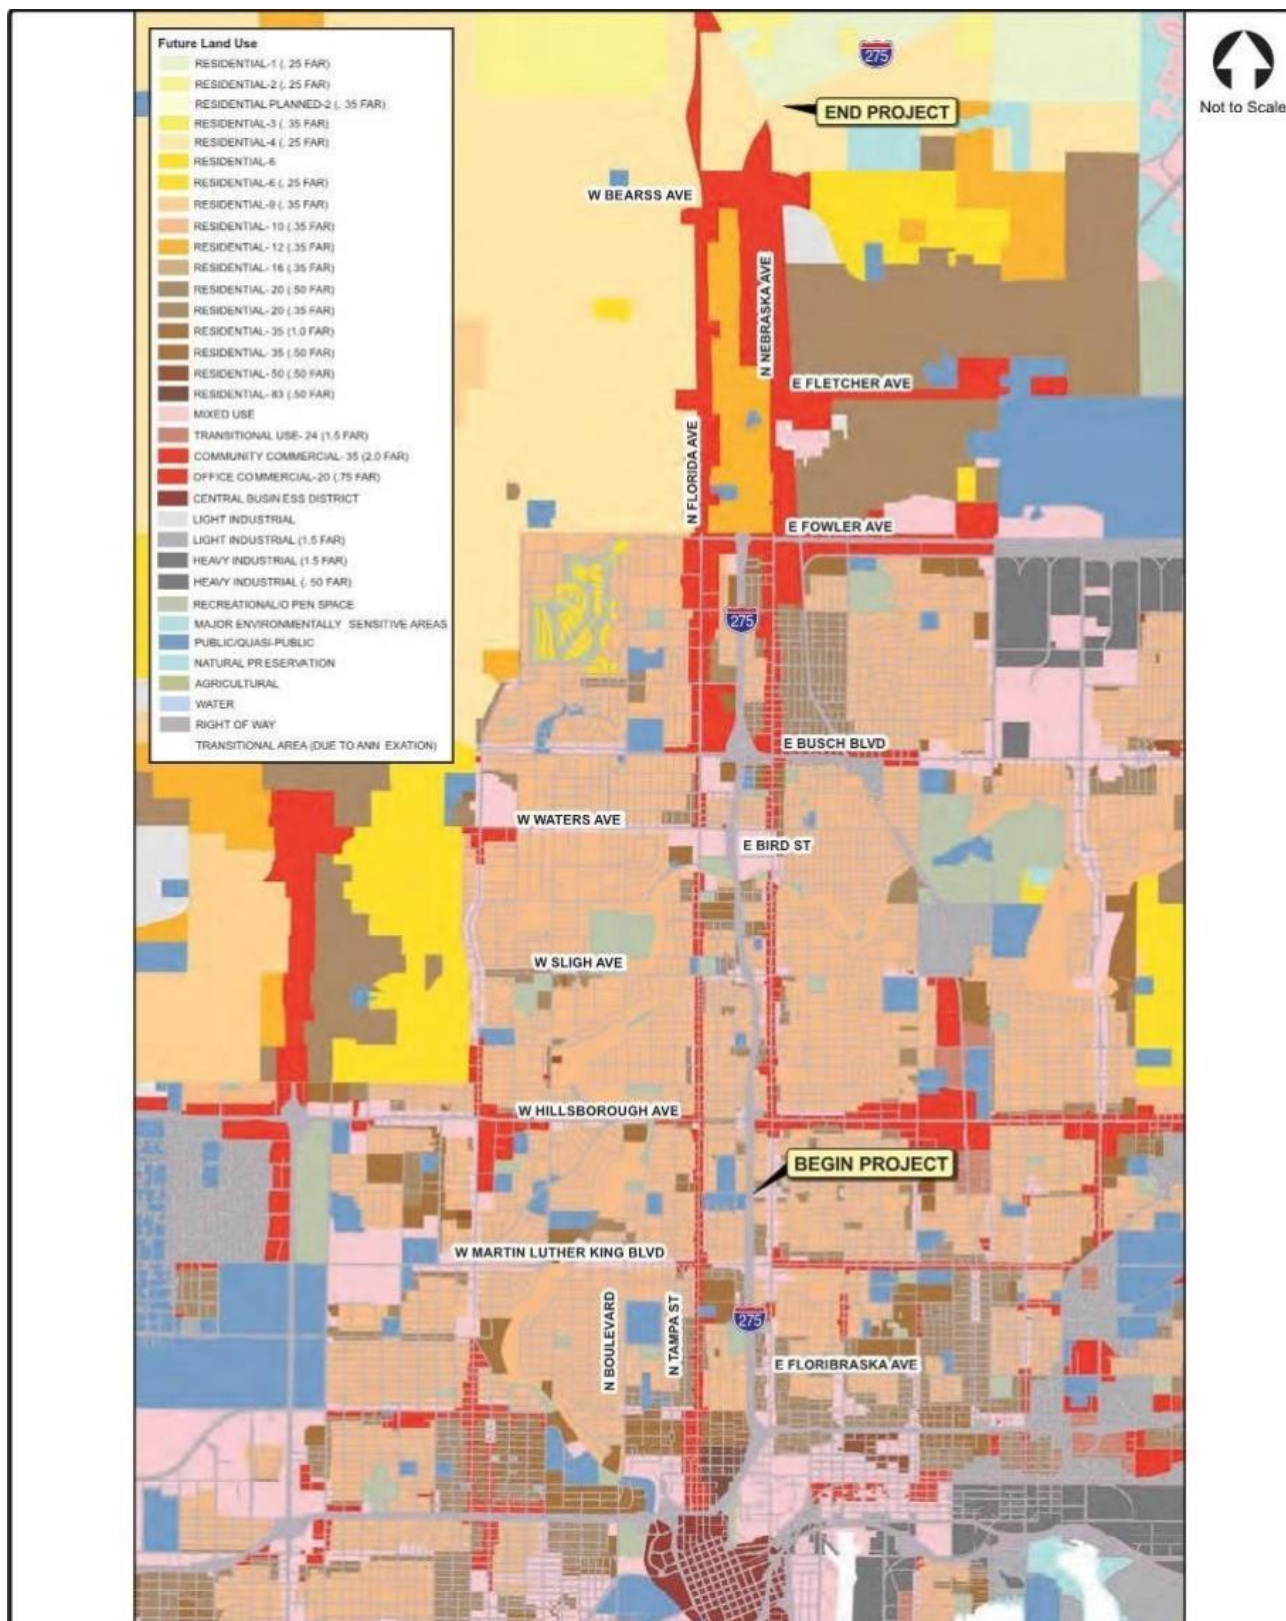 Future Land Use
RESIDENTIAL-1 (. 25 FAR)
RESIDENTIAL-2 (. 25 FAR)
RESIDENTIAL PLANNED-2 (. 35 FAR)
RESIDENTIAL-3 (. 35 FAR)
RESIDENTIAL-4 (. 25 FAR)
RESIDENTIAL-6
RESIDENTIAL-6 (. 25 FAR)
RESIDENTIAL-9 (. 35 FAR)
RESIDENTIAL- 10 (.35 FAR)
RESIDENTIAL- 12 (.35 FAR)
RESIDENTIAL- 16 (.35 FAR)
RESIDENTIAL- 20 (.50 FAR)
RESIDENTIAL- 20 (.35 FAR)
RESIDENTIAL- 35 (1.0 FAR)
RESIDENTIAL- 35 (.50 FAR)
RESIDENTIAL- 50 (.50 FAR)
RESIDENTIAL- 83 (.50 FAR)
MIXED USE
TRANSITIONAL USE- 24 (1.5 FAR)
COMMUNITY COMMERCIAL- 35 (2.0 FAR)
OFFICE COMMERCIAL-20 (.75 FAR)
CENTRAL BUSIN ESS DISTRICT
LIGHT INDUSTRIAL
LIGHT INDUSTRIAL (1.5 FAR)
HEAVY INDUSTRIAL (1.5 FAR)
HEAVY INDUSTRIAL (. 50 FAR)
RECREATIONAL/O PEN SPACE
MAJOR ENVIRONMENTALLY SENSITIVE AREAS
PUBLIC/QUASI-PUBLIC
NATURAL PR ESERVATION
AGRICULTURAL
WATER
RIGHT OF WAY
TRANSITIONAL AREA (DUE TO ANN EXATION)
275
Not to Scale
END PROJECT
W BEARSS AVE
N NEBRASKA AVE
E FLETCHER AVE
N FLORIDA AVE
E FOWLER AVE
275
E BUSCH BLVD
W WATERS AVE
E BIRD ST
W SLIGH AVE
W HILLSBOROUGH AVE
BEGIN PROJECT
W MARTIN LUTHER KING BLVD
N BOULEVARD
N TAMPA ST
275
E FLORIBRASKA AVE